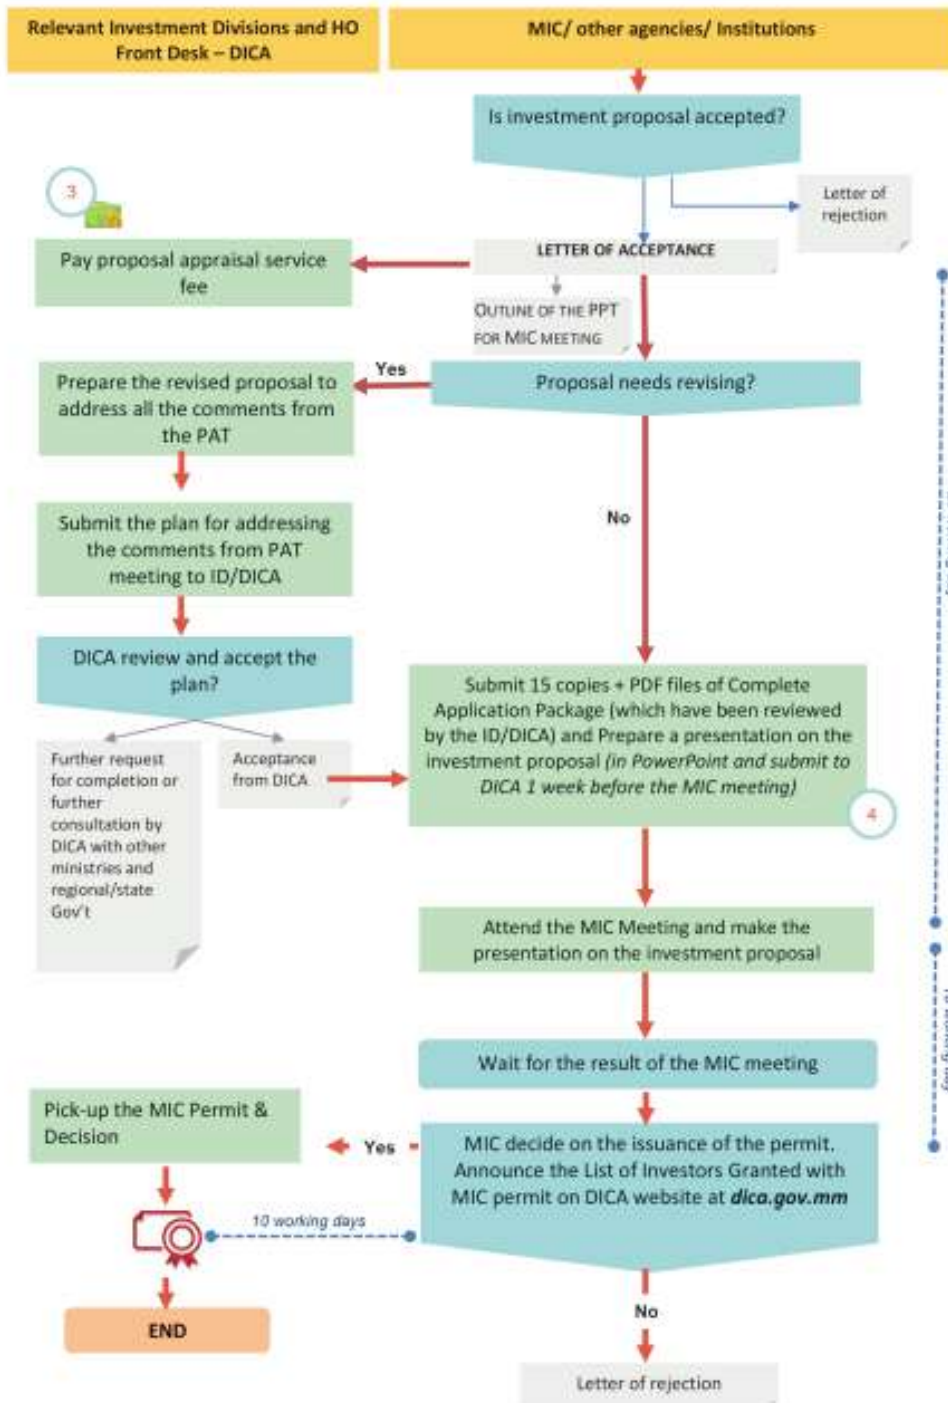 Relevant Investment Divisions and HO
Front Desk – DICA
MIC/ other agencies/ Institutions
Is investment proposal accepted?
Letter of
rejection
3
LETTER OF ACCEPTANCE
Pay proposal appraisal service
fee
OUTLINE OF THE PPT
FOR MIC MEETING
Yes
Proposal needs revising?
Prepare the revised proposal to
address all the comments from
the PAT
No
Submit the plan for addressing
the comments from PAT
meeting to ID/DICA
DICA review and accept the
plan?
Submit 15 copies + PDF files of Complete
Application Package (which have been reviewed
by the ID/DICA) and Prepare a presentation on the
investment proposal (in PowerPoint and submit to
DICA 1 week before the MIC meeting)
4
Further request
for completion or
further
consultation by
DICA with other
ministries and
regional/state
Gov't
Acceptance
from DICA
Attend the MIC Meeting and make the
presentation on the investment proposal
Wait for the result of the MIC meeting
Pick-up the MIC Permit &
Decision
Yes
MIC decide on the issuance of the permit.
Announce the List of Investors Granted with
MIC permit on DICA website at dica.gov.mm
10 working days
END
No
Letter of rejection